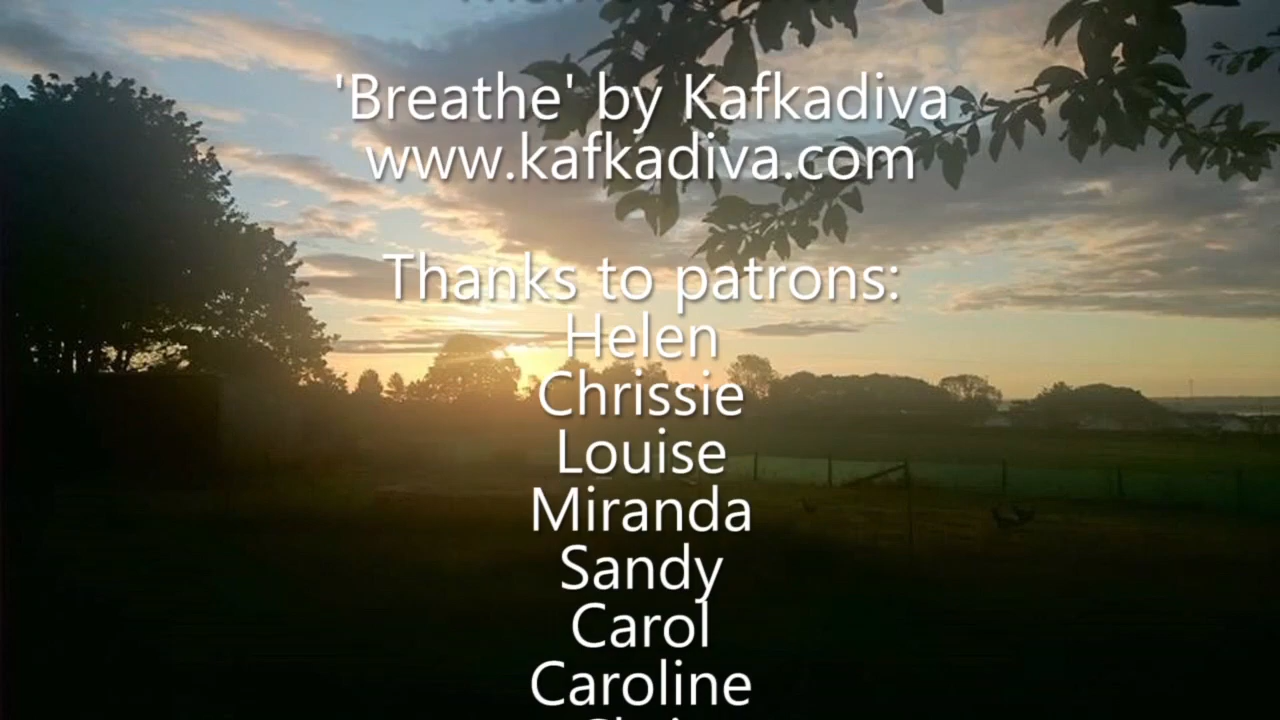 'Breathe' by Kafkadiva
www.kafkadiva.com
Thanks to patrons:
Helen
Chrissie
Louise
Miranda
Sandy
Carol
Caroline